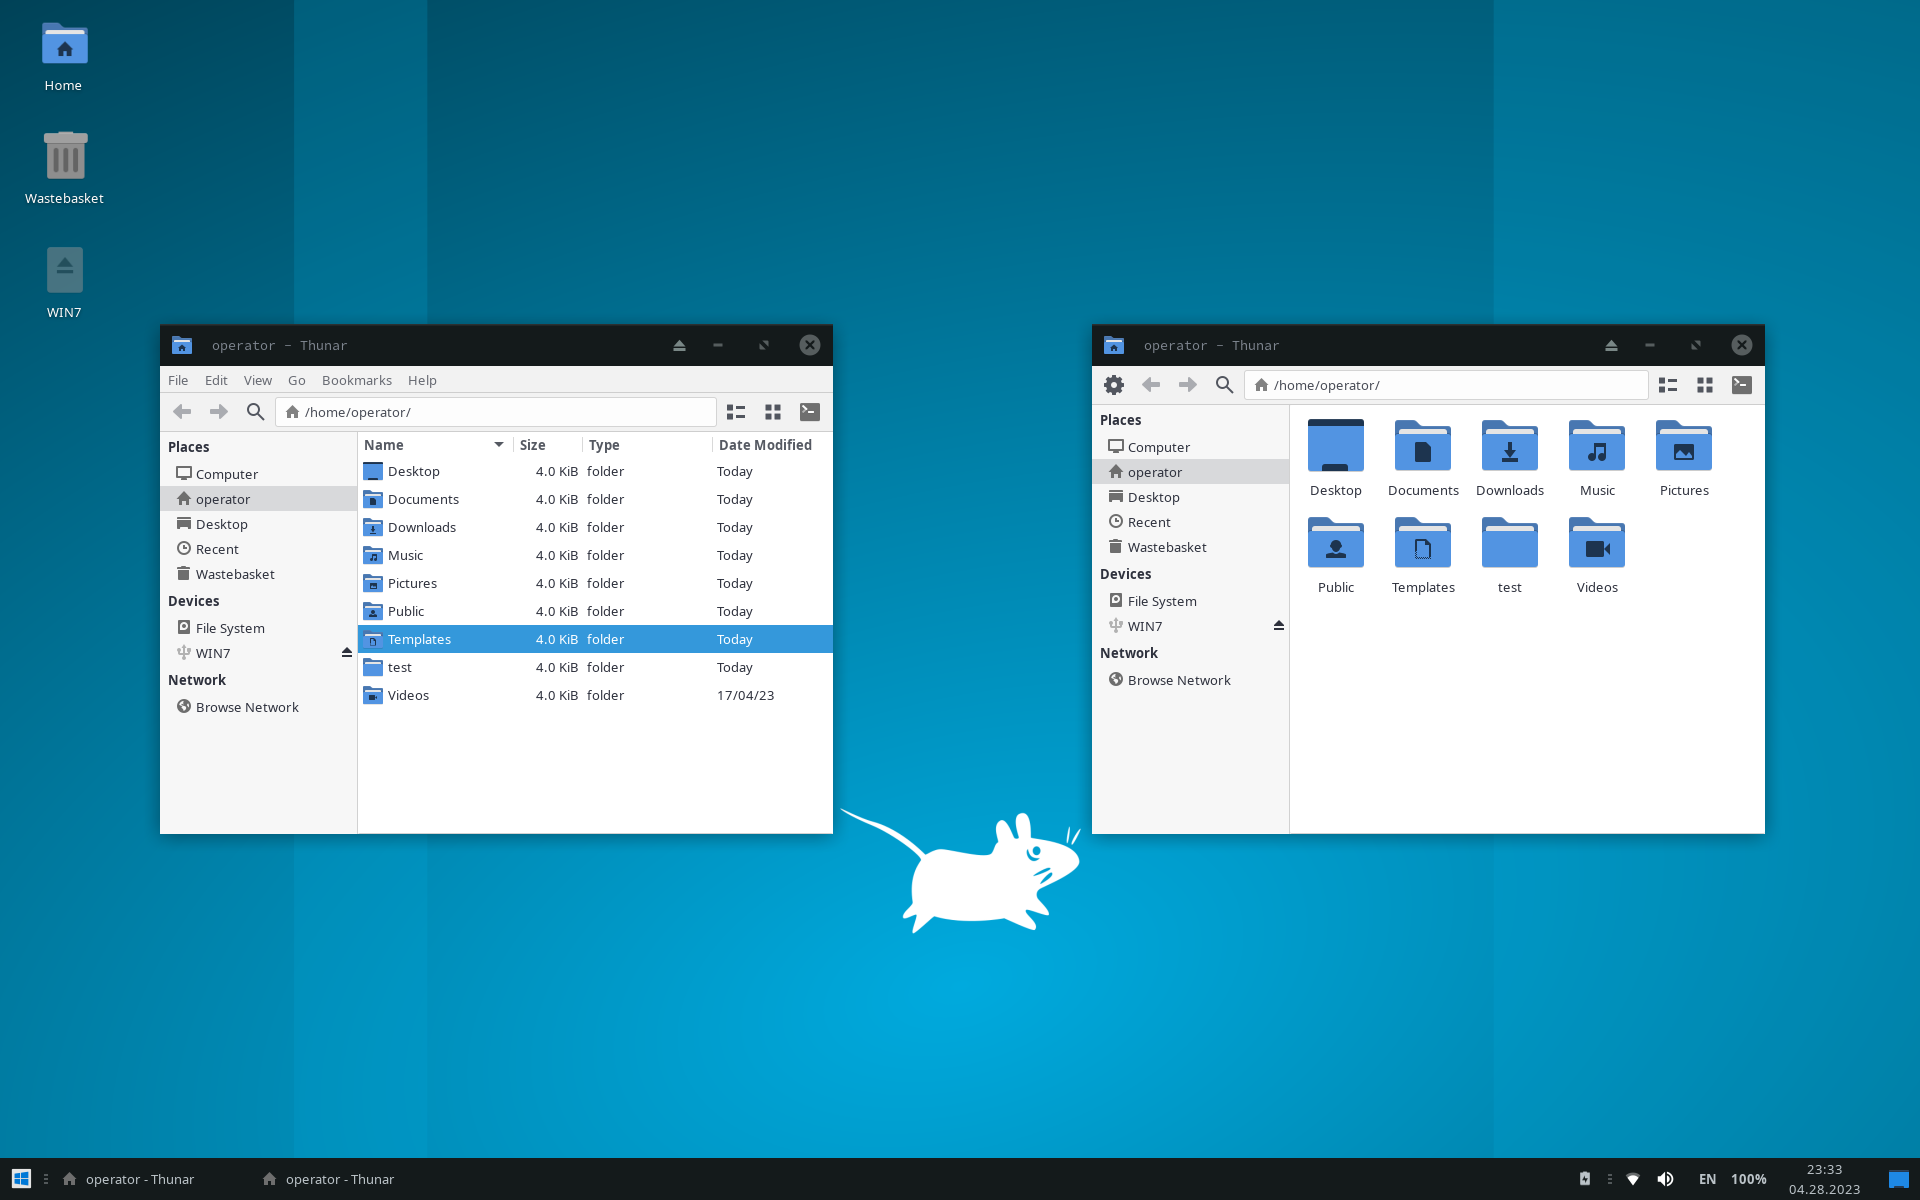 Home
Wastebasket
WIN7
operator – Thunar
File Edit View Go Bookmarks Help
/home/operator/
Places
Computer
operator
Desktop
Recent
Wastebasket
Devices
File System
WIN7
Network
Browse Network
Name Size Type Date Modified
Desktop 4.0 KiB folder Today
Documents 4.0 KiB folder Today
Downloads 4.0 KiB folder Today
Music 4.0 KiB folder Today
Pictures 4.0 KiB folder Today
Public 4.0 KiB folder Today
Templates 4.0 KiB folder Today
test 4.0 KiB folder Today
Videos 4.0 KiB folder 17/04/23
operator – Thunar
/home/operator/
Places
Computer
operator
Desktop
Recent
Wastebasket
Devices
File System
WIN7
Network
Browse Network
Desktop Documents Downloads Music Pictures
Public Templates test Videos
operator - Thunar operator - Thunar
EN 100%
23:33
04.28.2023